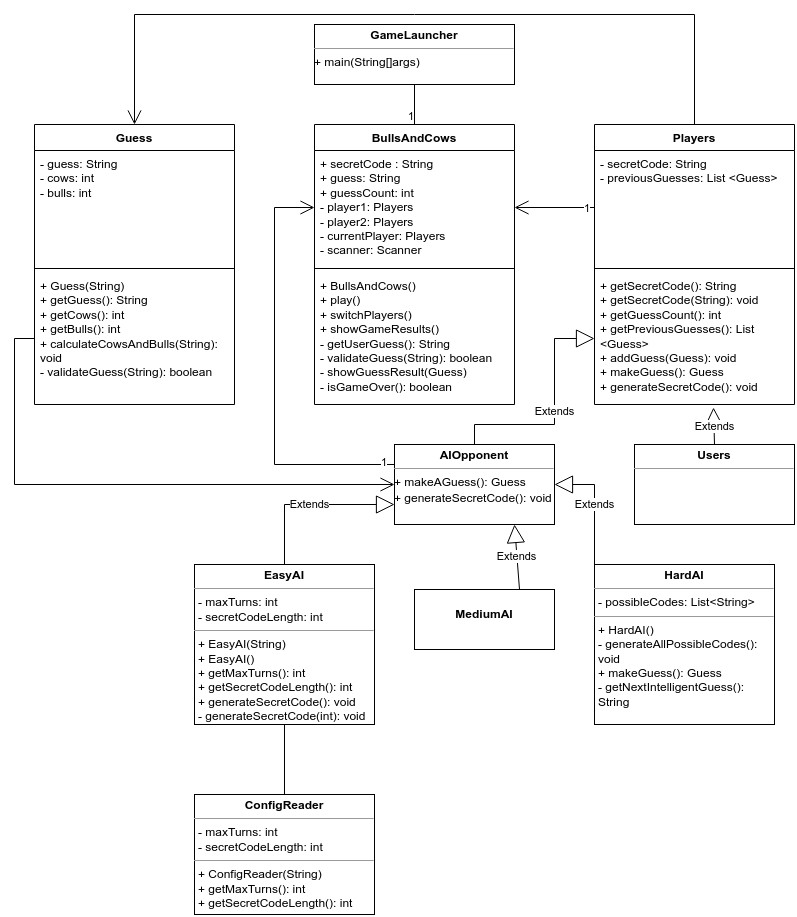 GameLauncher
+ main(String[]args)
1
Guess
- guess: String
- cows: int
- bulls: int
+ Guess(String)
+ getGuess(): String
+ getCows(): int
+ getBulls(): int
+ calculateCowsAndBulls(String):
void
- validateGuess(String): boolean
BullsAndCows
+ secretCode : String
+ guess: String
+ guessCount: int
- player1: Players
- player2: Players
- currentPlayer: Players
- scanner: Scanner
+ BullsAndCows()
+ play()
+ switchPlayers()
+ showGameResults()
- getUserGuess(): String
- validateGuess(String): boolean
- showGuessResult(Guess)
- isGameOver(): boolean
1
Players
- secretCode: String
- previousGuesses: List <Guess>
+ getSecretCode(): String
+ getSecretCode(String): void
+ getGuessCount(): int
+ getPreviousGuesses(): List
<Guess>
+ addGuess(Guess): void
+ makeGuess(): Guess
+ generateSecretCode(): void
Extends
Extends
1
AIOpponent
+ makeAGuess(): Guess
+ generateSecretCode(): void
Users
Extends
Extends
Extends
EasyAI
- maxTurns: int
- secretCodeLength: int
+ EasyAI(String)
+ EasyAI()
+ getMaxTurns(): int
+ getSecretCodeLength(): int
+ generateSecretCode(): void
- generateSecretCode(int): void
MediumAI
HardAI
- possibleCodes: List<String>
+ HardAI()
- generateAllPossibleCodes():
void
+ makeGuess(): Guess
- getNextIntelligentGuess():
String
ConfigReader
- maxTurns: int
- secretCodeLength: int
+ ConfigReader(String)
+ getMaxTurns(): int
+ getSecretCodeLength(): int